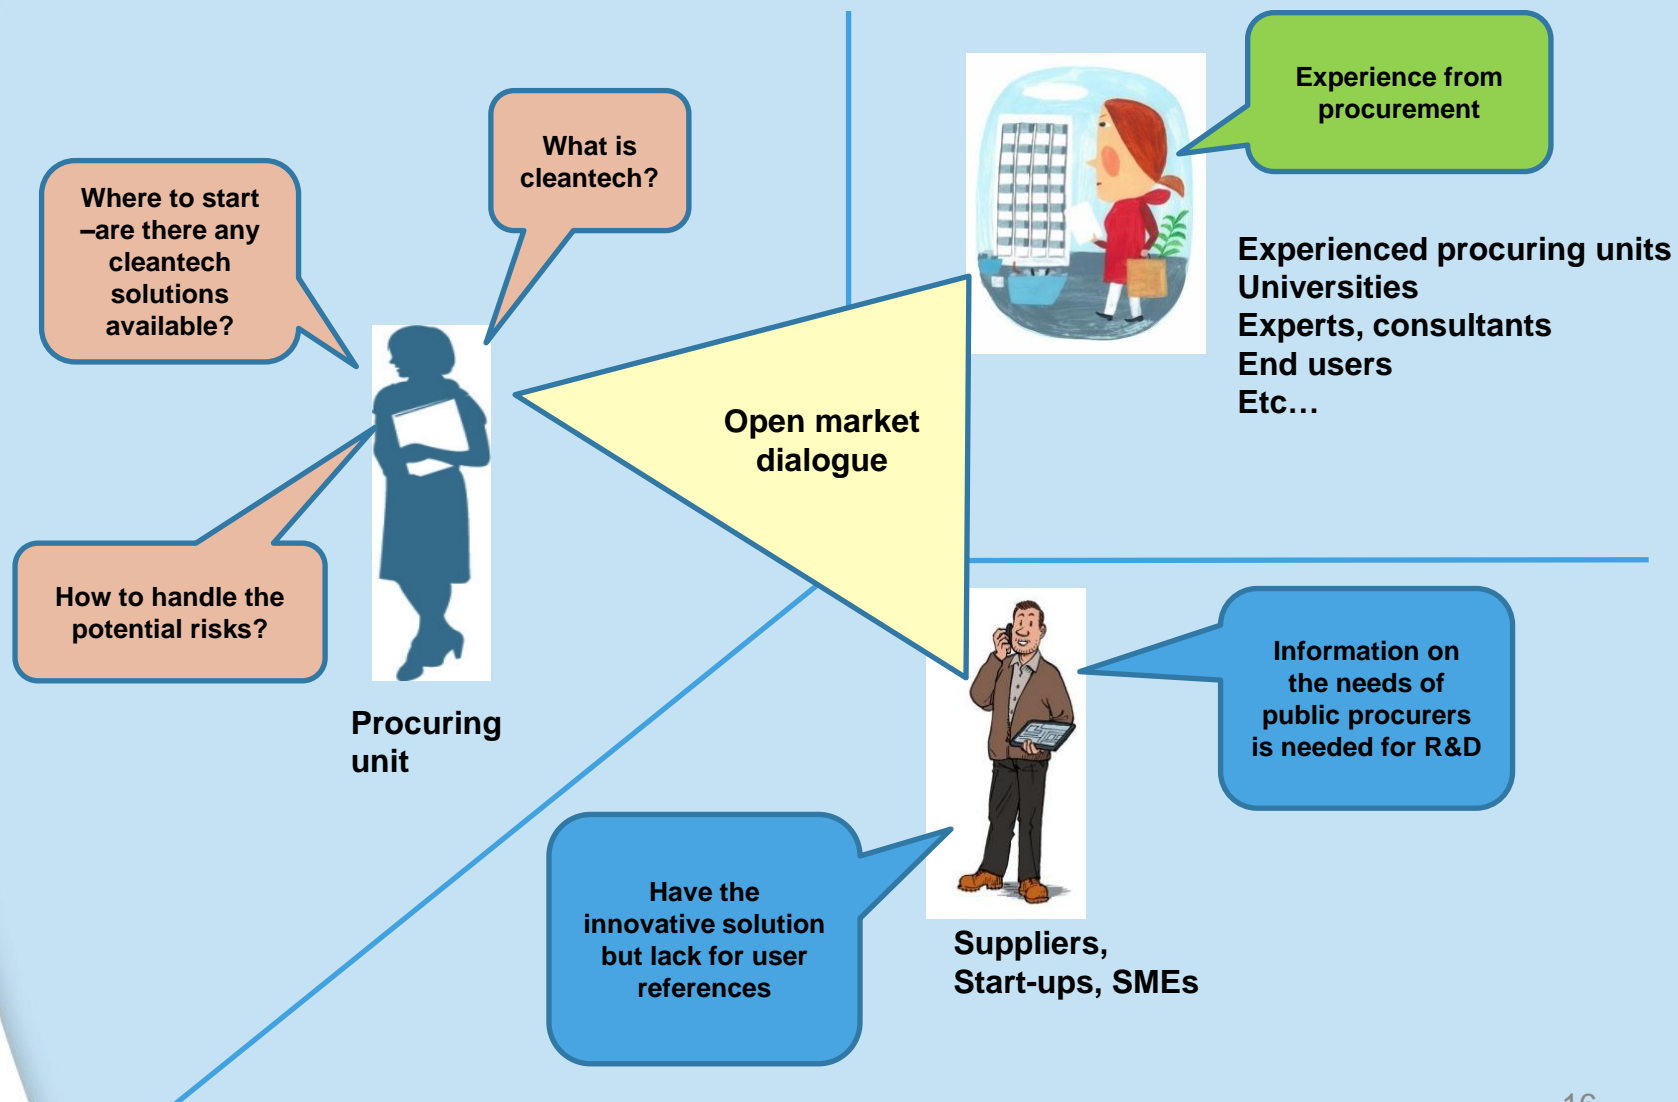 Experience from
procurement
What is
cleantech?
Where to start
–are there any
cleantech
solutions
available?
Experienced procuring units
Universities
Experts, consultants
End users
Etc…
Open market
dialogue
How to handle the
potential risks?
Information on
the needs of
public procurers
is needed for R&D
Procuring
unit
Have the
innovative solution
but lack for user
references
Suppliers,
Start-ups, SMEs
16